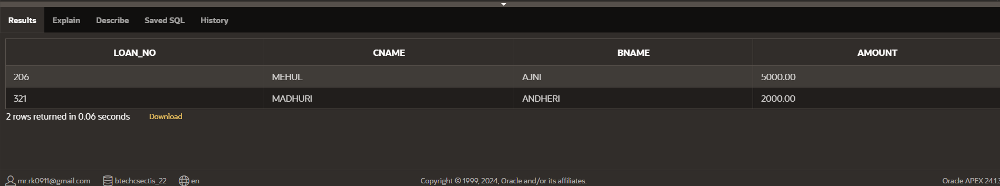 Results Explain Describe Saved SQL History
LOAN_NO CNAME BNAME AMOUNT
206 MEHUL AJNI 5000.00
321 MADHURI ANDHERI 2000.00
2 rows returned in 0.06 seconds Download
mr.rk0911@gmail.com btechcsectis_22 en Copyright © 1999, 2024, Oracle and/or its affiliates. Oracle APEX 24.1.3